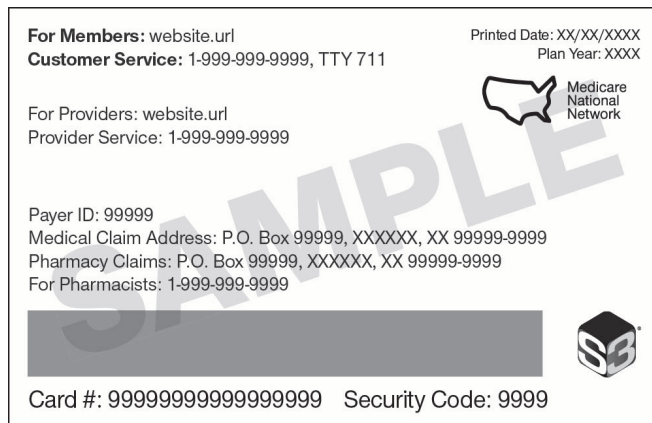 For Members: website.url
Customer Service: 1-999-999-9999, TTY 711
Printed Date: XX/XX/XXXX
Plan Year: XXXX
Medicare
National
Network
For Providers: website.url
Provider Service: 1-999-999-9999
SAMPLE
Payer ID: 99999
Medical Claim Address: P.O. Box 99999, XXXXXX, XX 99999-9999
Pharmacy Claims: P.O. Box 99999, XXXXXX, XX 99999-9999
For Pharmacists: 1-999-999-9999
S3
Card #: 99999999999999999 Security Code: 9999